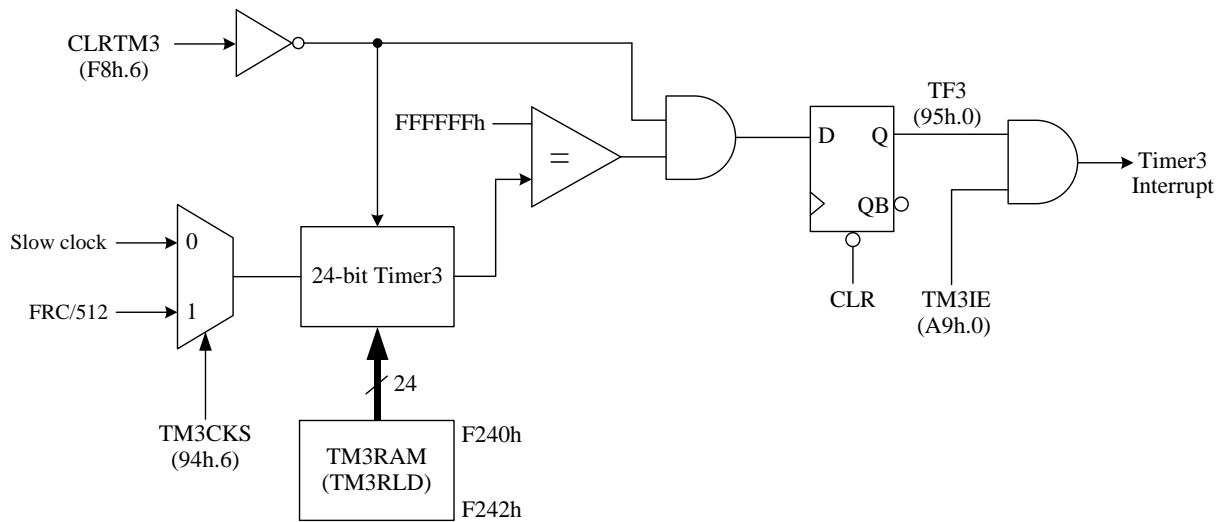 CLRTM3
(F8h.6)
FFFFFFh
=
TF3
(95h.0)
D
Q
QB
CLR
Timer3
Interrupt
TM3IE
(A9h.0)
Slow clock
0
FRC/512
1
24-bit Timer3
TM3CKS
(94h.6)
24
TM3RAM
(TM3RLD)
F240h
F242h